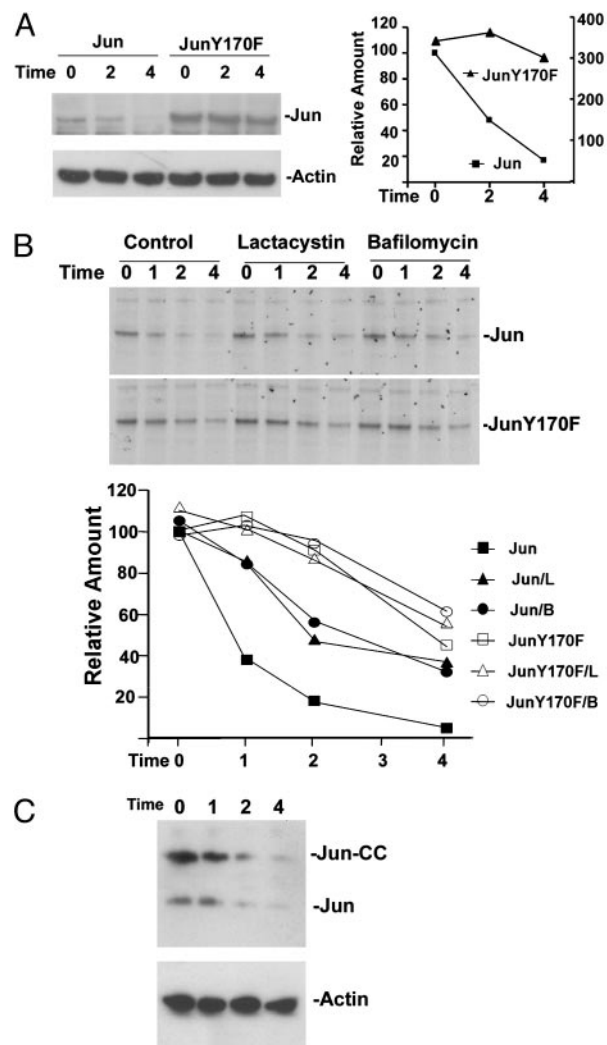 A
Jun JunY170F
Time 0 2 4 0 2 4
-Jun
-Actin
Relative Amount
120
100
80
60
40
20
400
300
200
100
JunY170F
Jun
Time 0 2 4
B
Control Lactacystin Bafilomycin
Time 0 1 2 4 0 1 2 4 0 1 2 4
-Jun
-JunY170F
Relative Amount
120
100
80
60
40
20
Time 0 1 2 3 4
Jun
Jun/L
Jun/B
JunY170F
JunY170F/L
JunY170F/B
C
Time 0 1 2 4
-Jun-CC
-Jun
-Actin